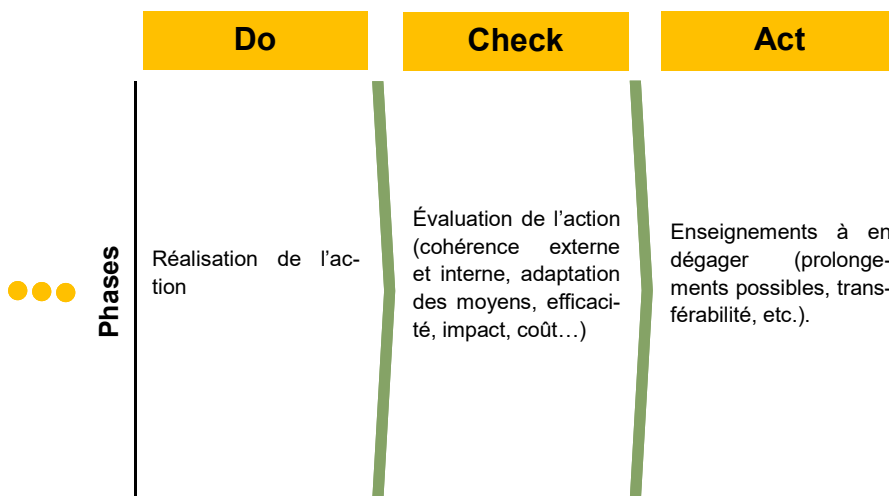 Do
Check
Act
Phases
Réalisation de l'ac-
tion
Évaluation de l'action
(cohérence externe
et interne, adaptation
des moyens, efficaci-
té, impact, coût…)
Enseignements à en
dégager (prolonge-
ments possibles, trans-
férabilité, etc.).